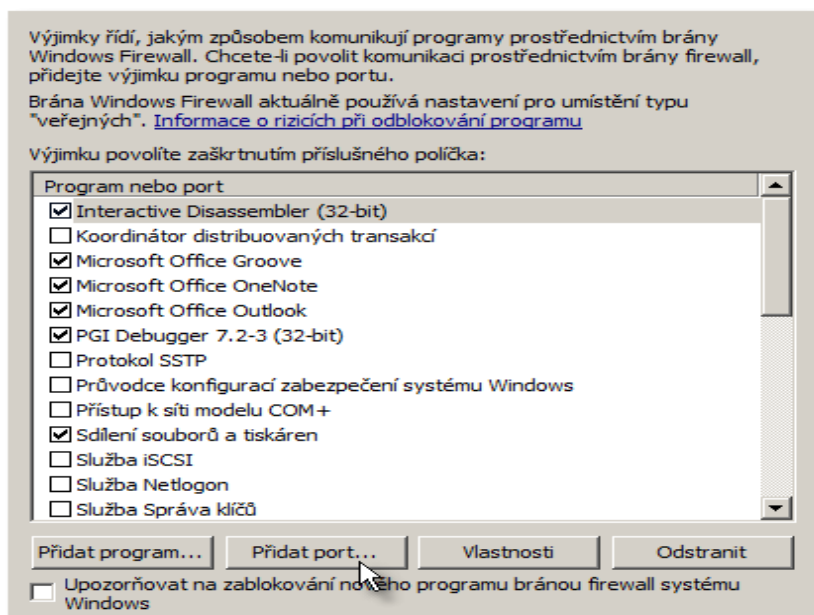 Výjimky řídí, jakým způsobem komunikují programy prostřednictvím brány
Windows Firewall. Chcete-li povolit komunikaci prostřednictvím brány firewall,
přidejte výjimku programu nebo portu.
Brána Windows Firewall aktuálně používá nastavení pro umístění typu
"veřejných". Informace o rizicích při odblokování programu
Výjimku povolíte zaškrtnutím příslušného políčka:
Program nebo port
Interactive Disassembler (32-bit)
Koordinátor distribuovaných transakcí
Microsoft Office Groove
Microsoft Office OneNote
Microsoft Office Outlook
PGI Debugger 7.2-3 (32-bit)
Protokol SSTP
Průvodce konfigurací zabezpečení systému Windows
Přístup k síti modelu COM+
Sdílení souborů a tiskáren
Služba iSCSI
Služba Netlogon
Služba Správa klíčů
Přidat program... Přidat port... Vlastnosti Odstranit
Upozorňovat na zablokování nového programu bránou firewall systému
Windows